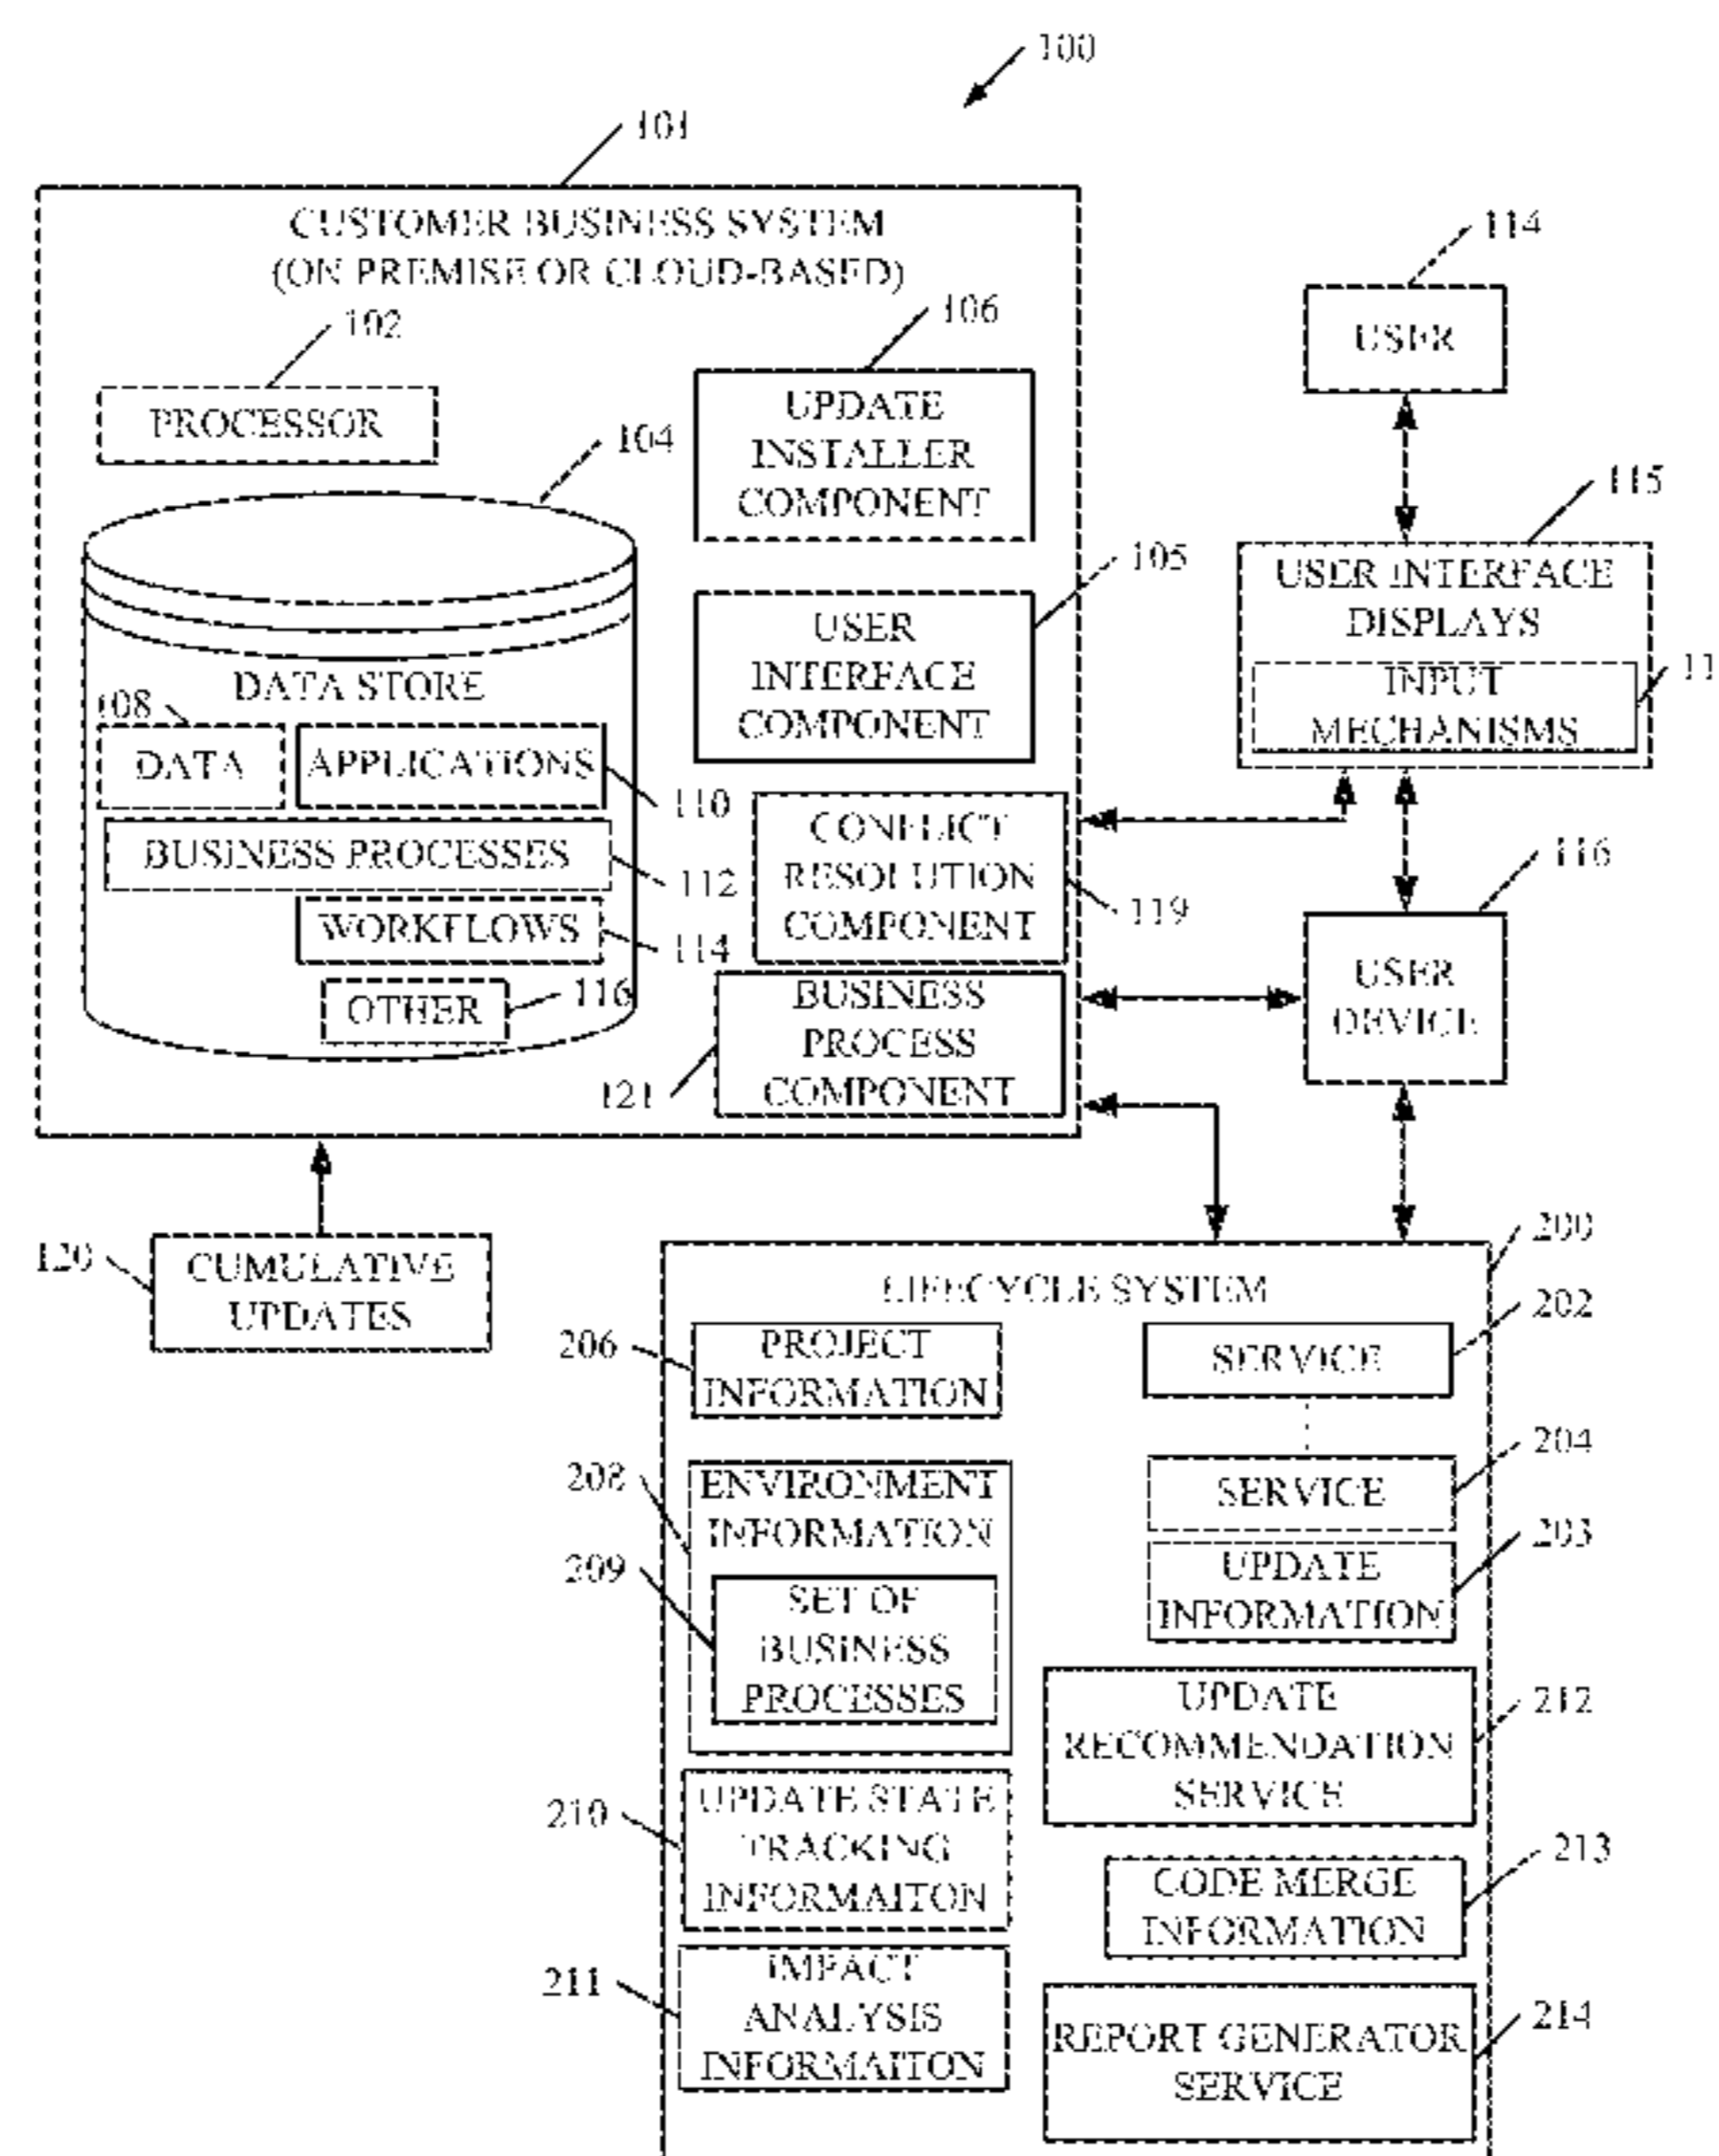 100
101
CUSTOMER BUSINESS SYSTEM
(ON PREMISE OR CLOUD-BASED)
102
PROCESSOR
106
UPDATE
INSTALLER
COMPONENT
104
105
USER
INTERFACE
COMPONENT
DATA STORE
108
DATA
APPLICATIONS
110
BUSINESS PROCESSES
112
WORKFLOWS
114
OTHER
116
CONFLICT
RESOLUTION
COMPONENT
119
BUSINESS
PROCESS
COMPONENT
121
114
USER
115
USER INTERFACE
DISPLAYS
INPUT
MECHANISMS
11
116
USER
DEVICE
120
CUMULATIVE
UPDATES
200
LIFECYCLE SYSTEM
206
PROJECT
INFORMATION
202
SERVICE
204
SERVICE
208
ENVIRONMENT
INFORMATION
209
SET OF
BUSINESS
PROCESSES
203
UPDATE
INFORMATION
212
UPDATE
RECOMMENDATION
SERVICE
210
UPDATE STATE
TRACKING
INFORMAITON
213
CODE MERGE
INFORMATION
211
IMPACT
ANALYSIS
INFORMAITON
214
REPORT GENERATOR
SERVICE